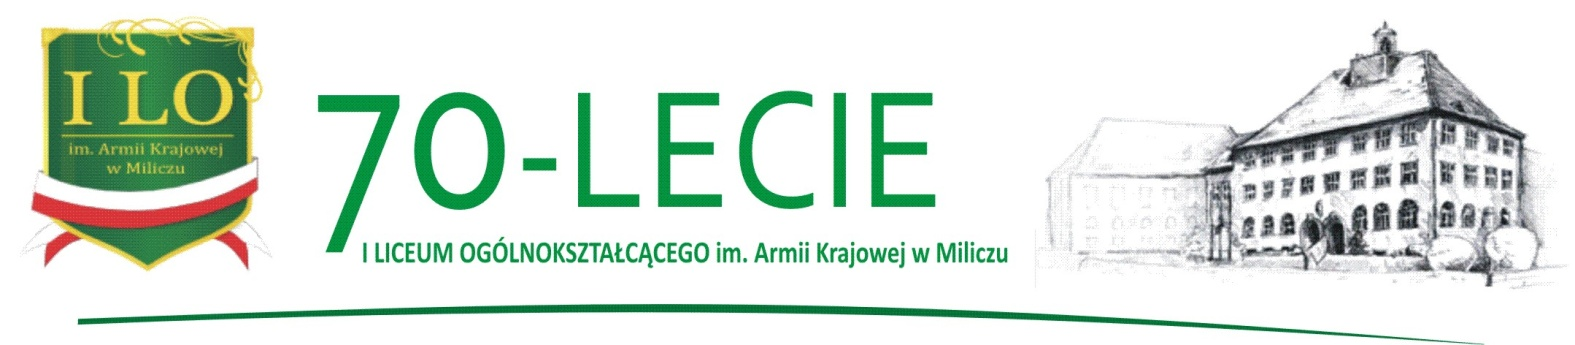 I LO
im. Armii Krajowej
w Miliczu
70-LECIE
I LICEUM OGÓLNOKSZTAŁCĄCEGO im. Armii Krajowej w Miliczu